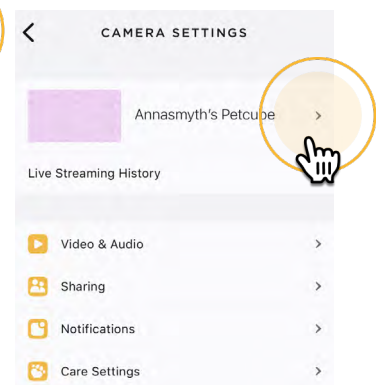 CAMERA SETTINGS
Annasmyth's Petcube
Live Streaming History
Video & Audio
Sharing
Notifications
Care Settings